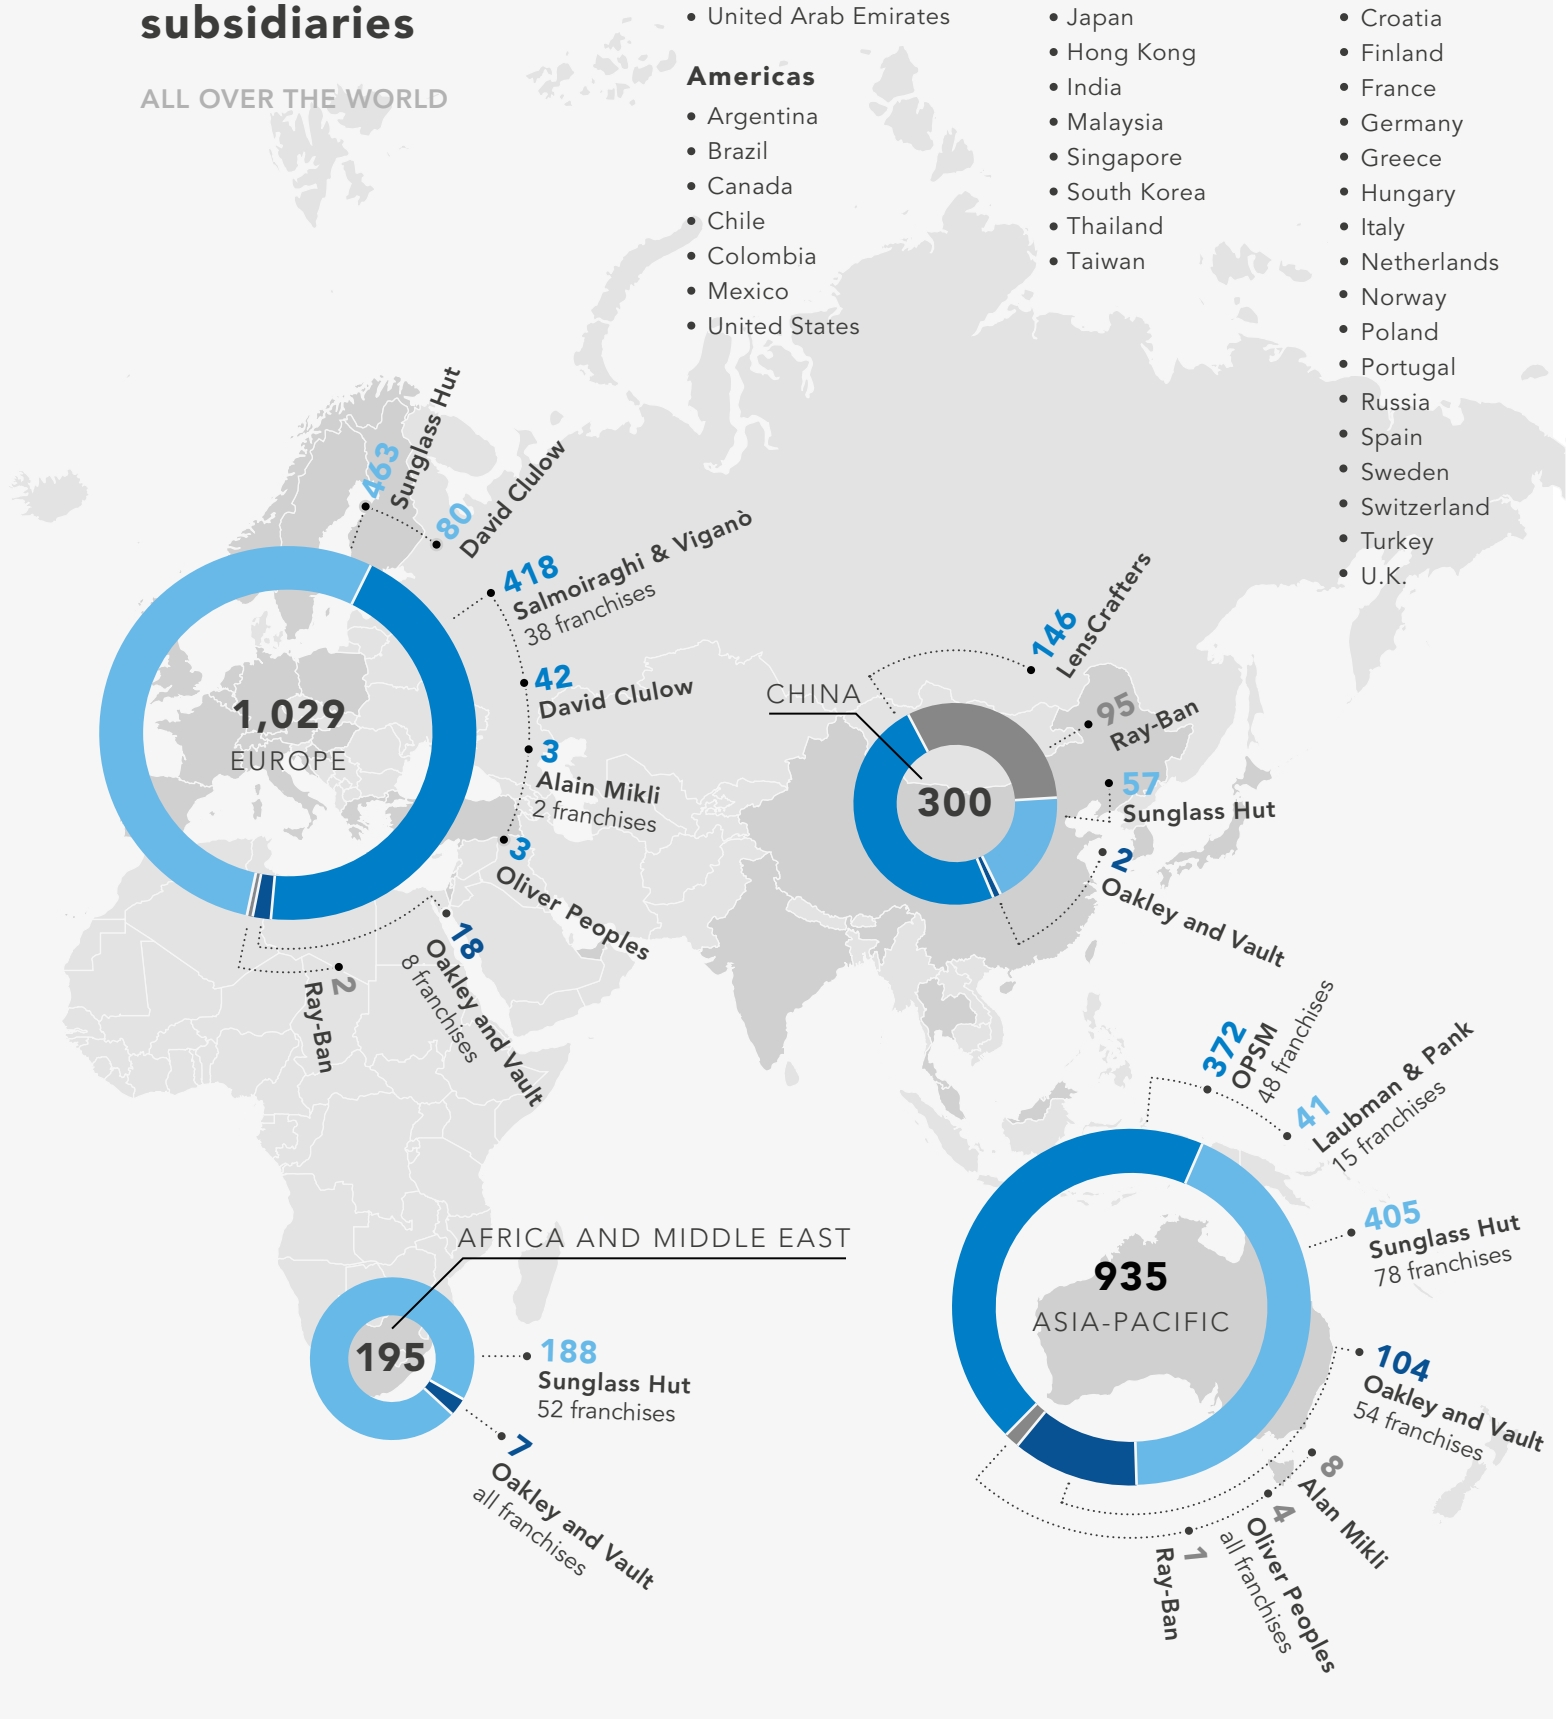 subsidiaries
ALL OVER THE WORLD
• United Arab Emirates
Americas
• Argentina
• Brazil
• Canada
• Chile
• Colombia
• Mexico
• United States
• Japan
• Hong Kong
• India
• Malaysia
• Singapore
• South Korea
• Thailand
• Taiwan
• Croatia
• Finland
• France
• Germany
• Greece
• Hungary
• Italy
• Netherlands
• Norway
• Poland
• Portugal
• Russia
• Spain
• Sweden
• Switzerland
• Turkey
• U.K.
1,029
EUROPE
463
Sunglass Hut
80
David Clulow
418
Salmoiraghi & Viganò
38 franchises
42
David Clulow
3
Alain Mikli
2 franchises
3
Oliver Peoples
18
Oakley and Vault
8 franchises
2
Ray-Ban
CHINA
300
146
LensCrafters
95
Ray-Ban
57
Sunglass Hut
2
Oakley and Vault
AFRICA AND MIDDLE EAST
195
188
Sunglass Hut
52 franchises
7
Oakley and Vault
all franchises
935
ASIA-PACIFIC
372
OPSM
48 franchises
41
Laubman & Pank
15 franchises
405
Sunglass Hut
78 franchises
104
Oakley and Vault
54 franchises
8
Alan Mikli
4
Oliver Peoples
all franchises
1
Ray-Ban